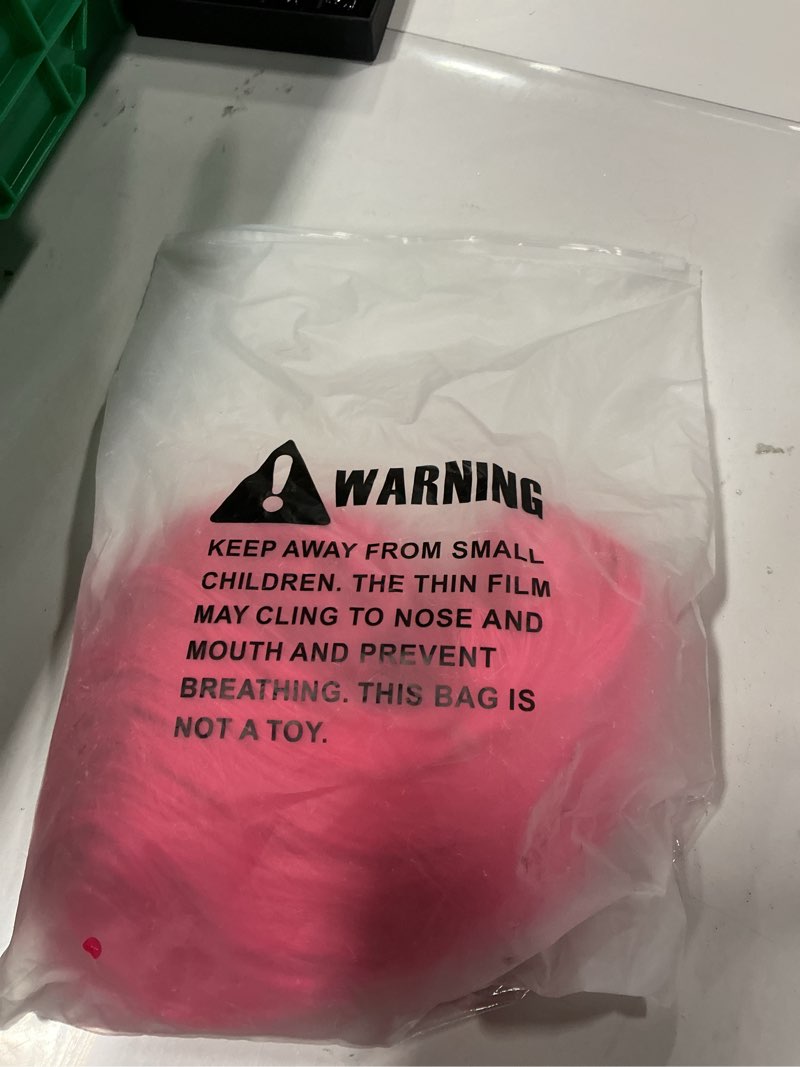 WARNING
KEEP AWAY FROM SMALL
CHILDREN. THE THIN FILM
MAY CLING TO NOSE AND
MOUTH AND PREVENT
BREATHING. THIS BAG IS
NOT A TOY.